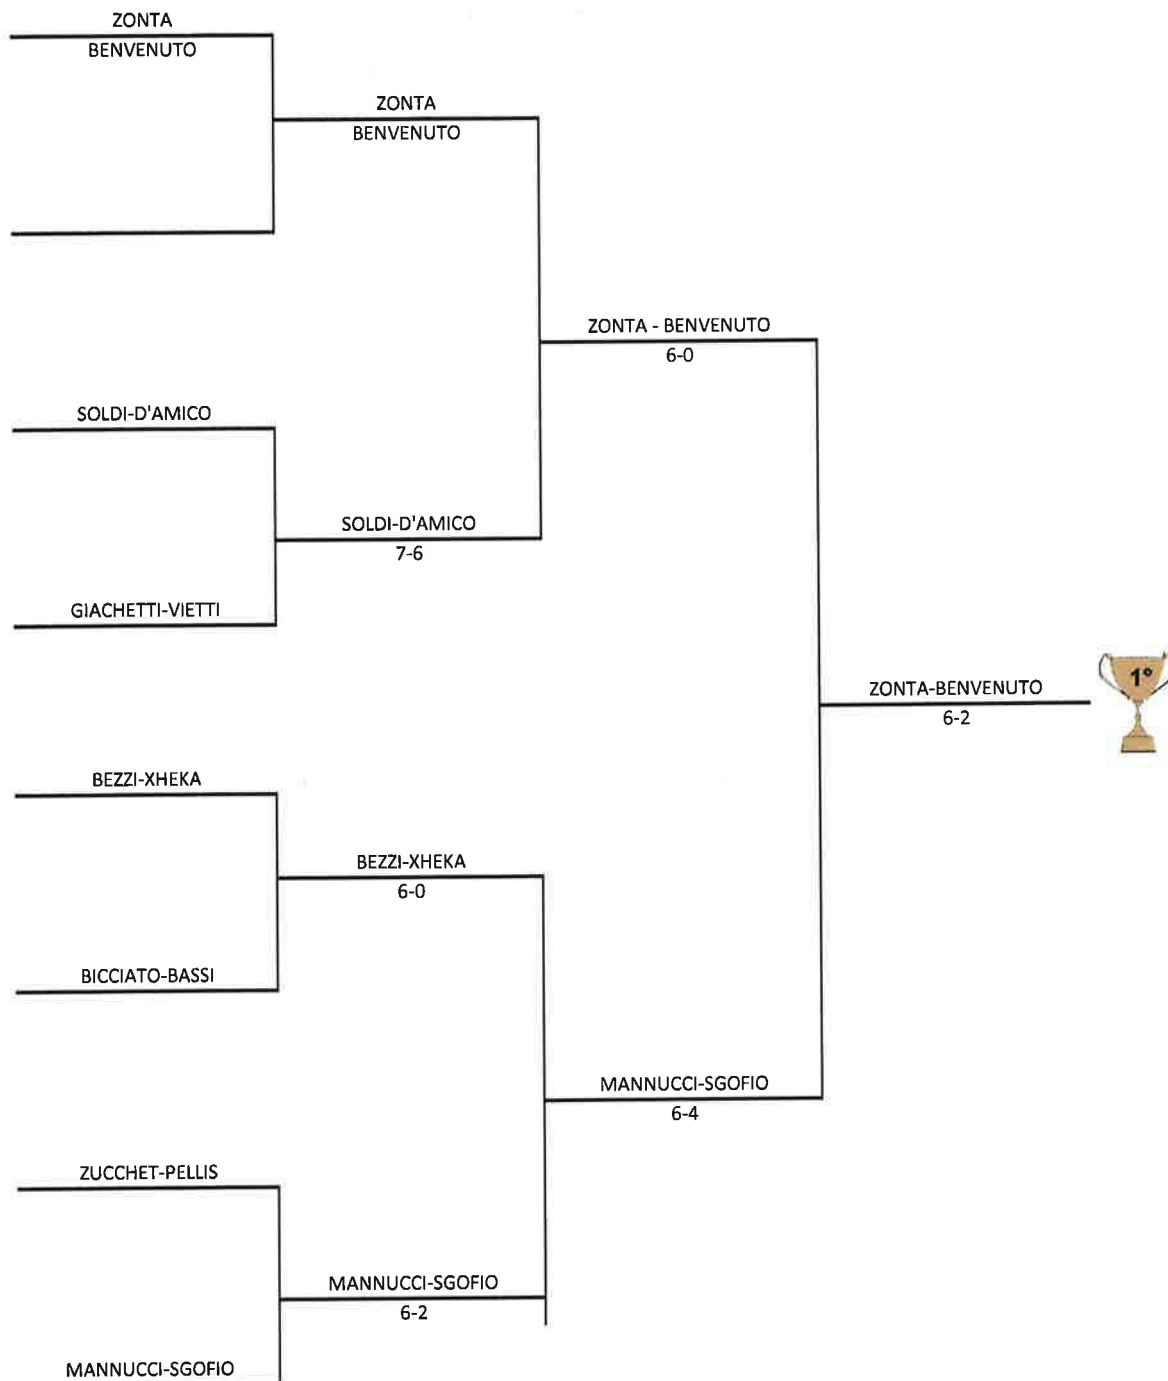 ZONTA
BENVENUTO
ZONTA
BENVENUTO
ZONTA - BENVENUTO
6-0
SOLDI-D'AMICO
SOLDI-D'AMICO
7-6
GIACHETTI-VIETTI
1°
ZONTA-BENVENUTO
6-2
BEZZI-XHEKA
BEZZI-XHEKA
6-0
BICCIATO-BASSI
MANNUCCI-SGOFIO
6-4
ZUCCHET-PELLIS
MANNUCCI-SGOFIO
6-2
MANNUCCI-SGOFIO